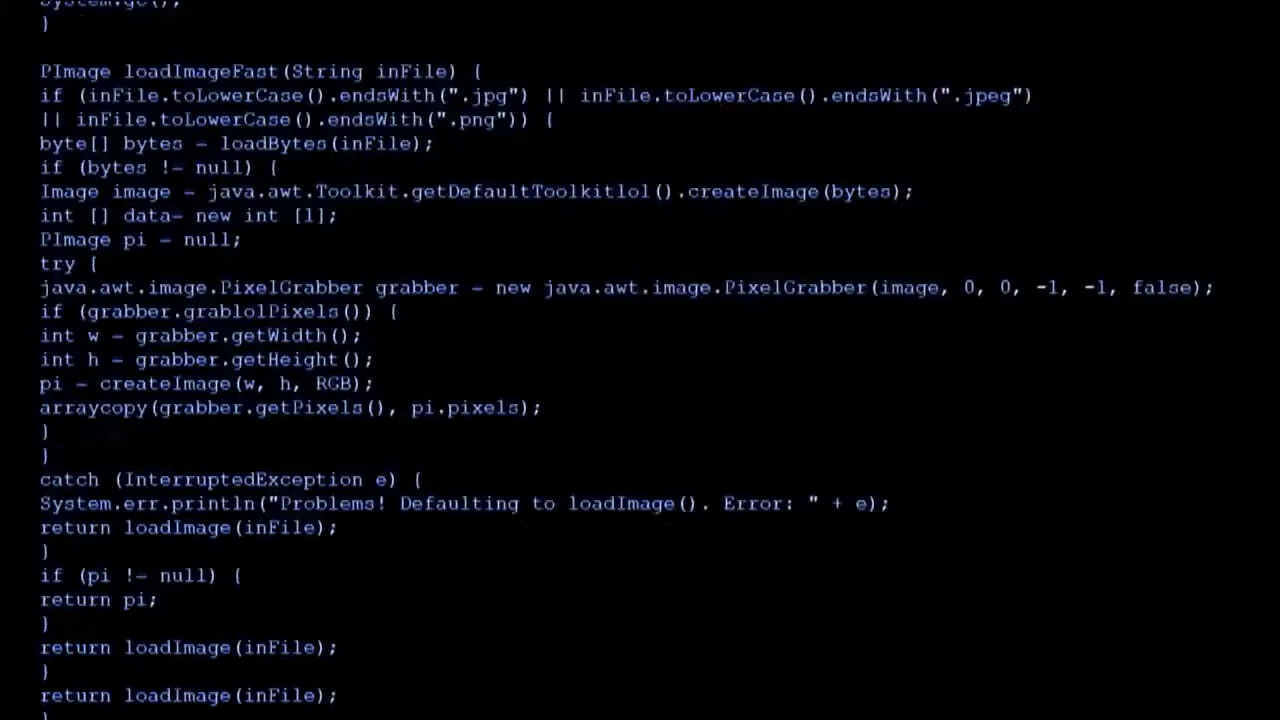 System.gc();
}
PImage loadImageFast(String inFile) {
if (inFile.toLowerCase().endsWith(".jpg") || inFile.toLowerCase().endsWith(".jpeg")
|| inFile.toLowerCase().endsWith(".png")) {
byte[] bytes = loadBytes(inFile);
if (bytes != null) {
Image image = java.awt.Toolkit.getDefaultToolkitlol().createImage(bytes);
int [] data= new int [1];
PImage pi = null;
try {
java.awt.image.PixelGrabber grabber = new java.awt.image.PixelGrabber(image, 0, 0, -1, -1, false);
if (grabber.grablolPixels()) {
int w = grabber.getWidth();
int h = grabber.getHeight();
pi = createImage(w, h, RGB);
arraycopy(grabber.getPixels(), pi.pixels);
}
}
catch (InterruptedException e) {
System.err.println("Problems! Defaulting to loadImage(). Error: " + e);
return loadImage(inFile);
}
if (pi != null) {
return pi;
}
return loadImage(inFile);
}
return loadImage(inFile);
}